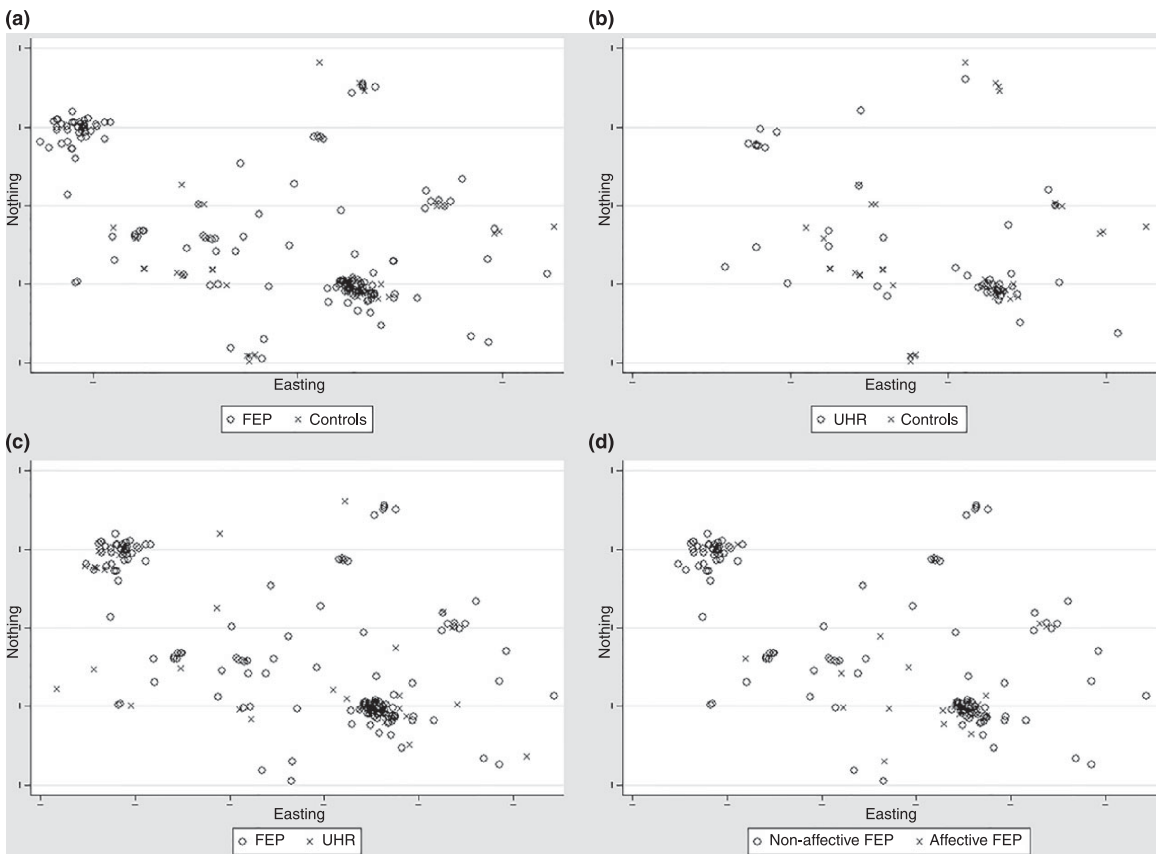 (a)
Nothing
Easting
FEP Controls
(b)
Nothing
Easting
UHR Controls
(c)
Nothing
Easting
FEP UHR
(d)
Nothing
Easting
Non-affective FEP Affective FEP